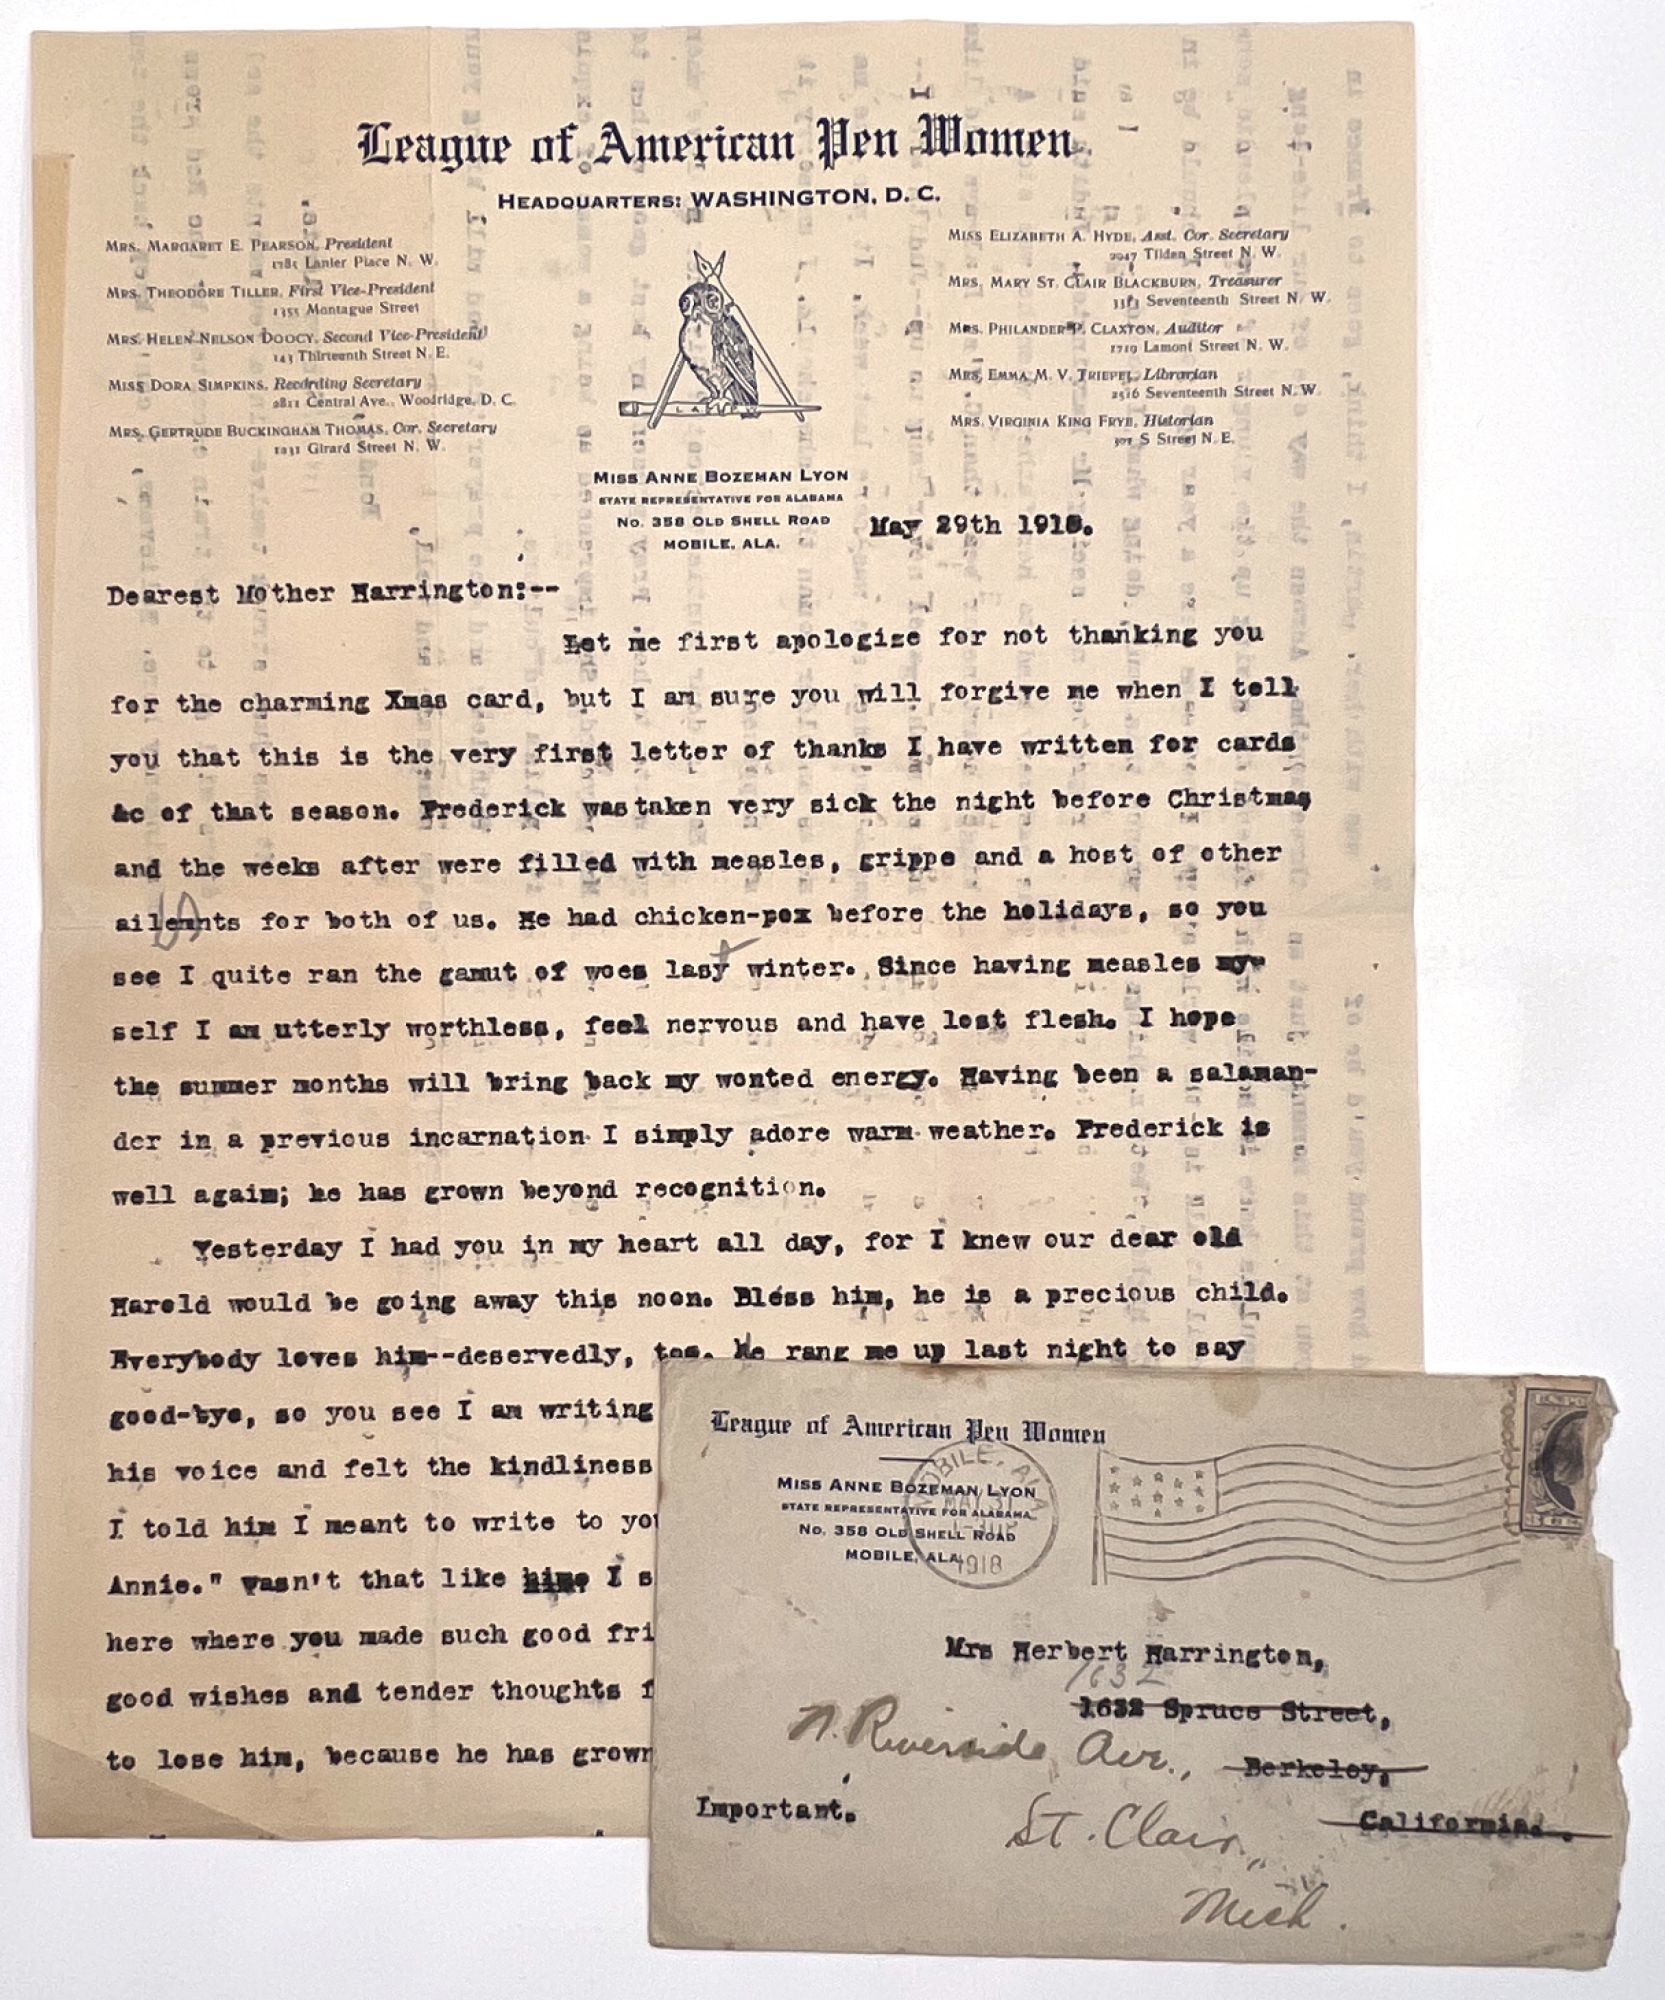 League of American Pen Women
HEADQUARTERS: WASHINGTON, D. C.
MRS. MARGARET E. PEARSON, President
1785 Lanier Place N. W.
MRS. THEODORE TILLER, First Vice-President
1355 Montague Street
MRS. HELEN NELSON DOOCY, Second Vice-President
143 Thirteenth Street N. E.
MISS DORA SIMPKINS, Recording Secretary
2811 Central Ave., Woodridge, D. C.
MRS. GERTRUDE BUCKINGHAM THOMAS, Cor. Secretary
1931 Girard Street N. W.
MISS ELIZABETH A. HYDE, Asst. Cor. Secretary
Tilden Street N. W.
MRS. MARY ST. CLAIR BLACKBURN, Treasurer
Seventeenth Street N. W.
MRS. PHILANDER P. CLAXTON, Auditor
1719 Lamont Street N. W.
MRS. EMMA M. V. TRIEPEL, Librarian
Seventeenth Street N. W.
MRS. VIRGINIA KING FRYE, Historian
S Street N. E.
MISS ANNE BOZEMAN LYON
STATE REPRESENTATIVE FOR ALABAMA
NO. 358 OLD SHELL ROAD
MOBILE, ALA.
May 29th 1918.
Dearest Mother Harrington:--
Let me first apologize for not thanking you
for the charming Xmas card, but I am sure you will forgive me when I tell
you that this is the very first letter of thanks I have written for cards
&c of that season. Frederick was taken very sick the night before Christmas
and the weeks after were filled with measles, grippe and a host of other
ailemnts for both of us. He had chicken-pox before the holidays, so you
see I quite ran the gamut of woes last winter. Since having measles my-
self I am utterly worthless, feel nervous and have lost flesh. I hope
the summer months will bring back my wonted energy. Having been a salaman-
der in a previous incarnation I simply adore warm weather. Frederick is
well again; he has grown beyond recognition.
Yesterday I had you in my heart all day, for I knew our dear old
Harold would be going away this noon. Bless him, he is a precious child.
Everybody loves him--deservedly, too. He rang me up last night to say
good-bye, so you see I am writing
his voice and felt the kindliness
I told him I meant to write to you
Annie." Wasn't that like him. I s
here where you made such good fri
good wishes and tender thoughts f
to lose him, because he has grown
League of American Pen Women
MISS ANNE BOZEMAN LYON
STATE REPRESENTATIVE FOR ALABAMA
NO. 358 OLD SHELL ROAD
MOBILE, ALA.
MOBILE, ALA
MAY 31
1918
Mrs Herbert Harrington,
1632
1632 Spruce Street,
N. Riverside Ave.,
Berkeley,
Important.
California.
St. Clair,
Mich.